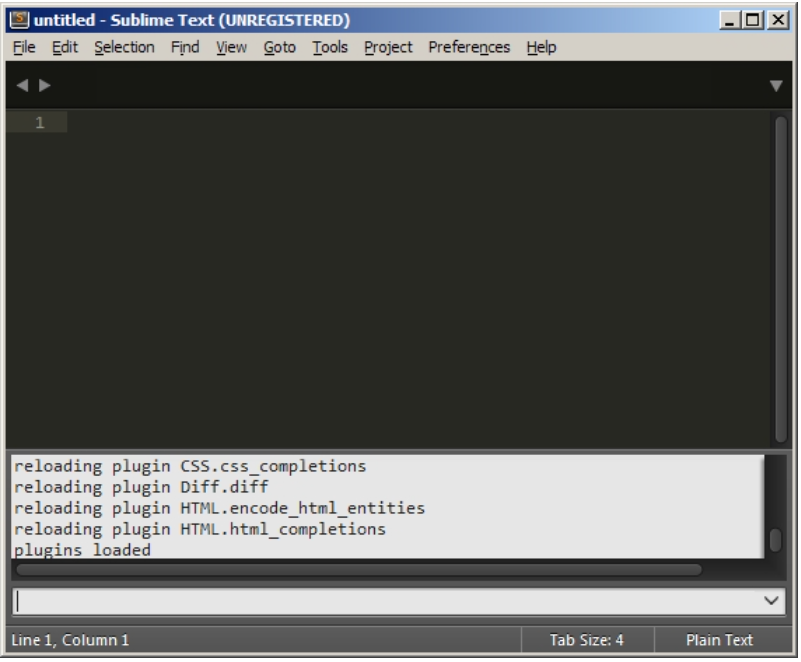 untitled - Sublime Text (UNREGISTERED)
File Edit Selection Find View Goto Tools Project Preferences Help
1
reloading plugin CSS.css_completions
reloading plugin Diff.diff
reloading plugin HTML.encode_html_entities
reloading plugin HTML.html_completions
plugins loaded
Line 1, Column 1 Tab Size: 4 Plain Text